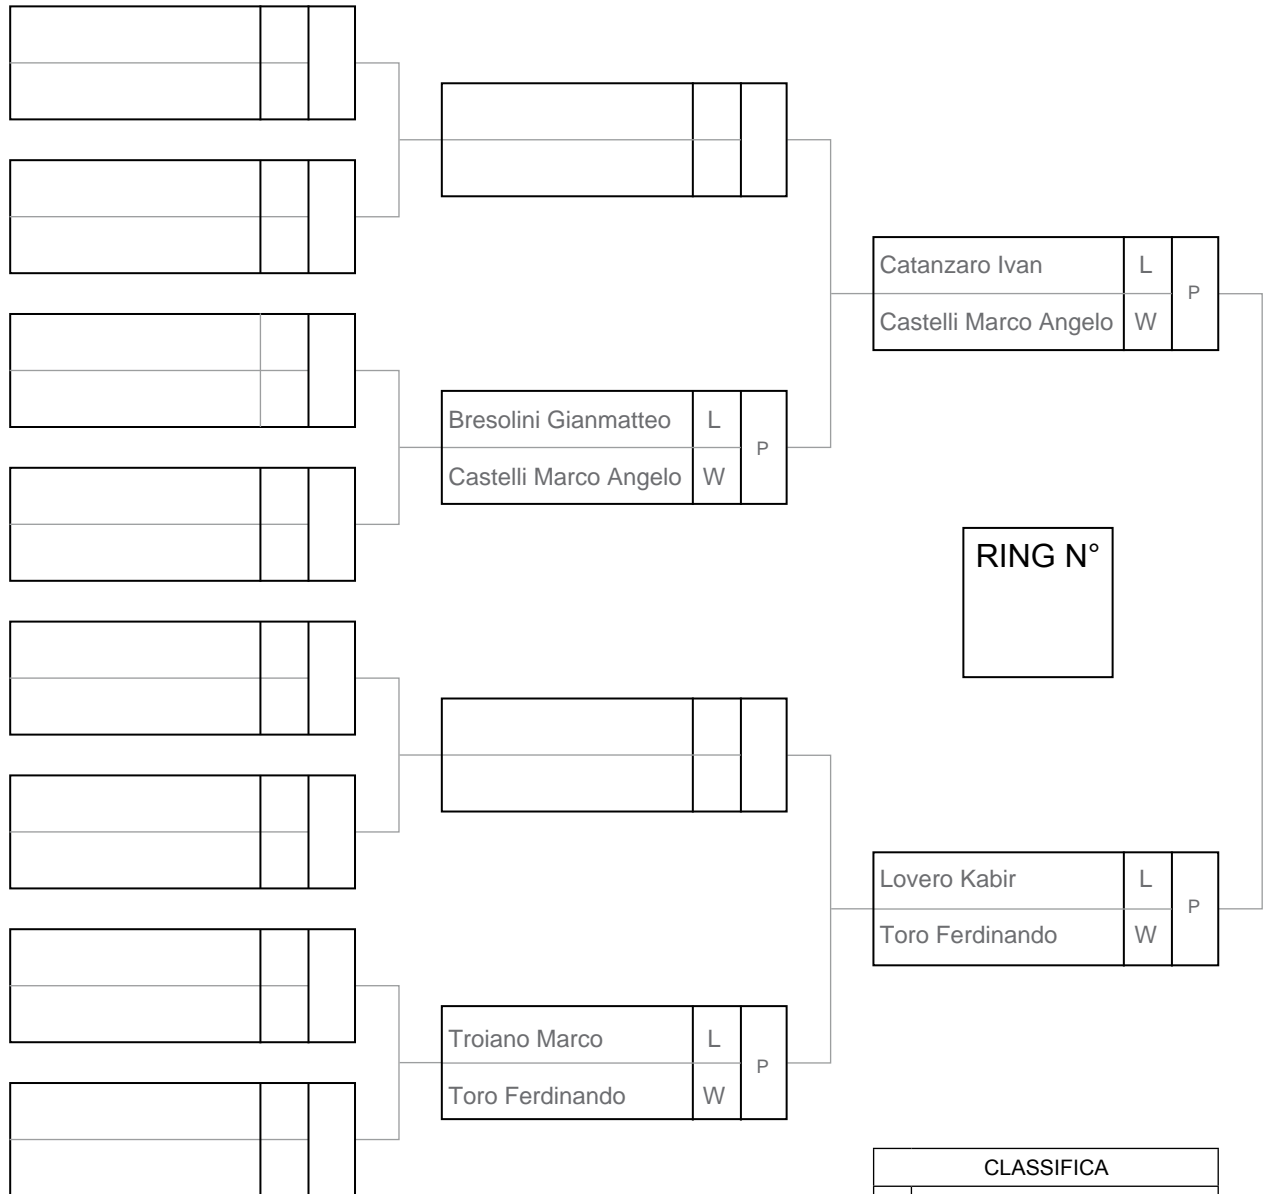 Catanzaro Ivan L
P
Castelli Marco Angelo W
Bresolini Gianmatteo L
P
Castelli Marco Angelo W
RING N°
Lovero Kabir L
P
Toro Ferdinando W
Troiano Marco L
P
Toro Ferdinando W
CLASSIFICA